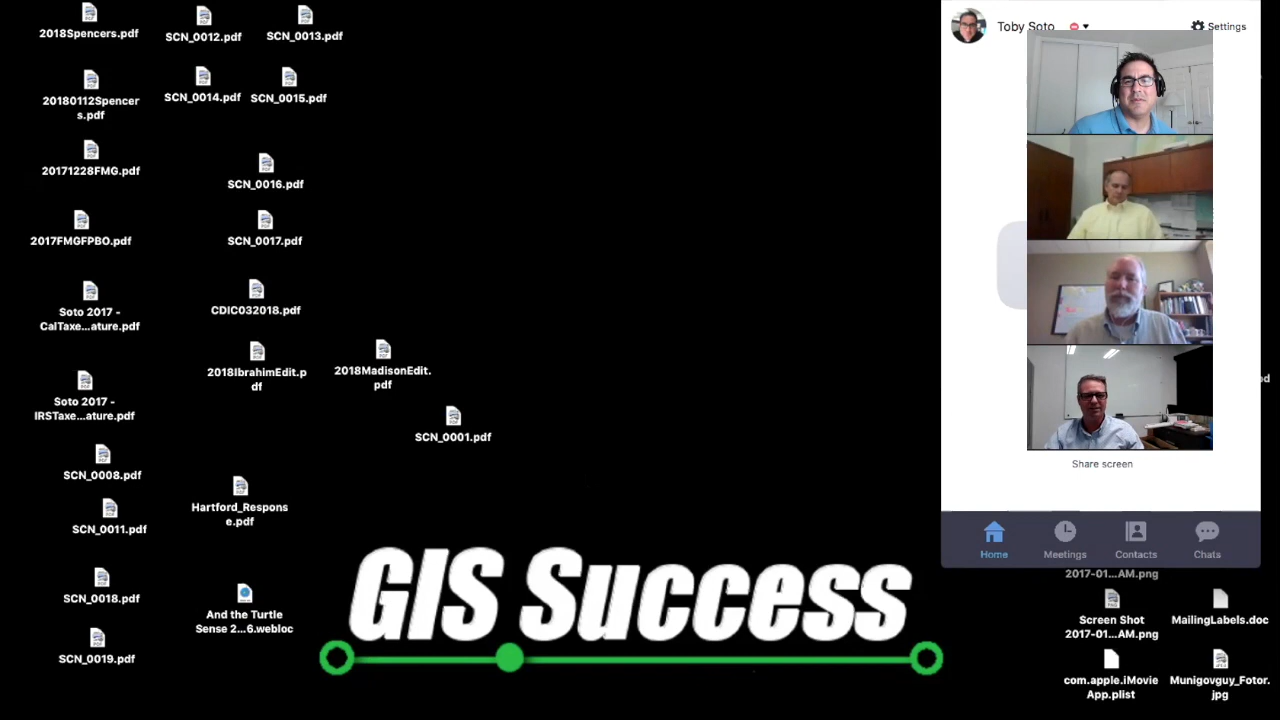 2018Spencers.pdf
SCN_0012.pdf
SCN_0013.pdf
Toby Soto
Settings
20180112Spencer
s.pdf
SCN_0014.pdf
SCN_0015.pdf
20171228FMG.pdf
SCN_0016.pdf
2017FMGFPBO.pdf
SCN_0017.pdf
Soto 2017 -
CalTaxe...ature.pdf
CDIC032018.pdf
2018IbrahimEdit.p
df
2018MadisonEdit.
pdf
Soto 2017 -
IRSTaxe...ature.pdf
SCN_0001.pdf
SCN_0008.pdf
Share screen
SCN_0011.pdf
Hartford_Respons
e.pdf
Home
Meetings
Contacts
Chats
2017-01...AM.png
SCN_0018.pdf
And the Turtle
Sense 2...6.webloc
GIS Success
Screen Shot
2017-01...AM.png
MailingLabels.doc
SCN_0019.pdf
com.apple.iMovie
App.plist
Munigovguy_Fotor.
jpg